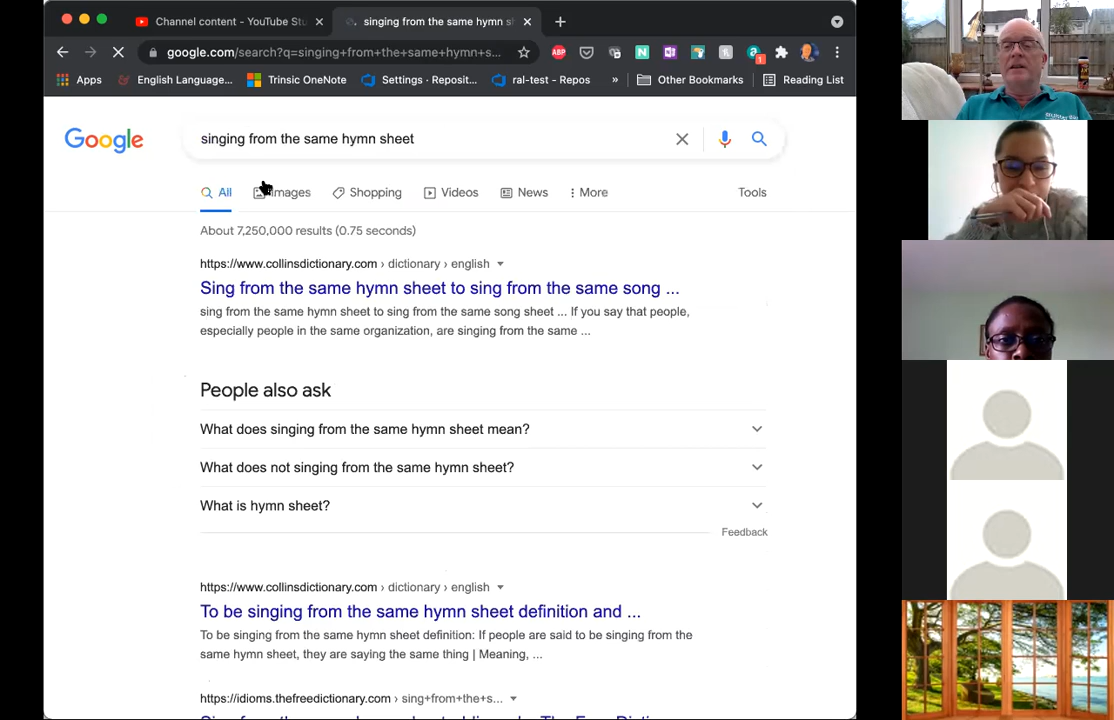 Channel content - YouTube Stu
singing from the same hymn s
google.com/search?q=singing+from+the+same+hymn+s...
ABP
N
N
a
1
Apps
English Language...
Trinsic OneNote
Settings · Reposit...
ral-test - Repos
»
Other Bookmarks
Reading List
Google
singing from the same hymn sheet
All
Images
Shopping
Videos
News
More
Tools
About 7,250,000 results (0.75 seconds)
https://www.collinsdictionary.com › dictionary › english
Sing from the same hymn sheet to sing from the same song ...
sing from the same hymn sheet to sing from the same song sheet ... If you say that people,
especially people in the same organization, are singing from the same ...
People also ask
What does singing from the same hymn sheet mean?
What does not singing from the same hymn sheet?
What is hymn sheet?
Feedback
https://www.collinsdictionary.com › dictionary › english
To be singing from the same hymn sheet definition and ...
To be singing from the same hymn sheet definition: If people are said to be singing from the
same hymn sheet, they are saying the same thing | Meaning, ...
https://idioms.thefreedictionary.com › sing+from+the+s...